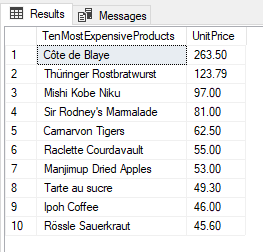 Results Messages
TenMostExpensiveProducts UnitPrice
1 Côte de Blaye 263.50
2 Thüringer Rostbratwurst 123.79
3 Mishi Kobe Niku 97.00
4 Sir Rodney's Marmalade 81.00
5 Carnarvon Tigers 62.50
6 Raclette Courdavault 55.00
7 Manjimup Dried Apples 53.00
8 Tarte au sucre 49.30
9 Ipoh Coffee 46.00
10 Rössle Sauerkraut 45.60